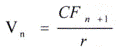 Vₙ = CFₙ₊₁ / r